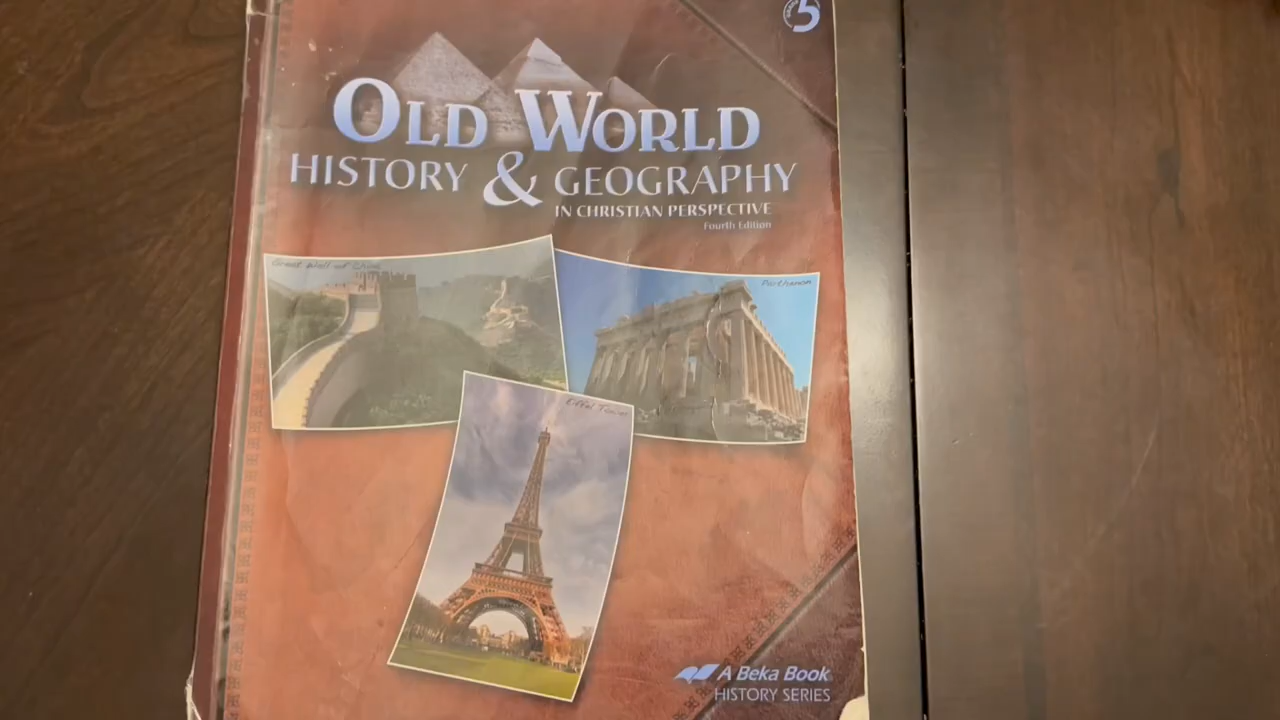 5
OLD WORLD
HISTORY & GEOGRAPHY
IN CHRISTIAN PERSPECTIVE
Fourth Edition
Great Wall of China
Parthenon
Eiffel Tower
A Beka Book
HISTORY SERIES